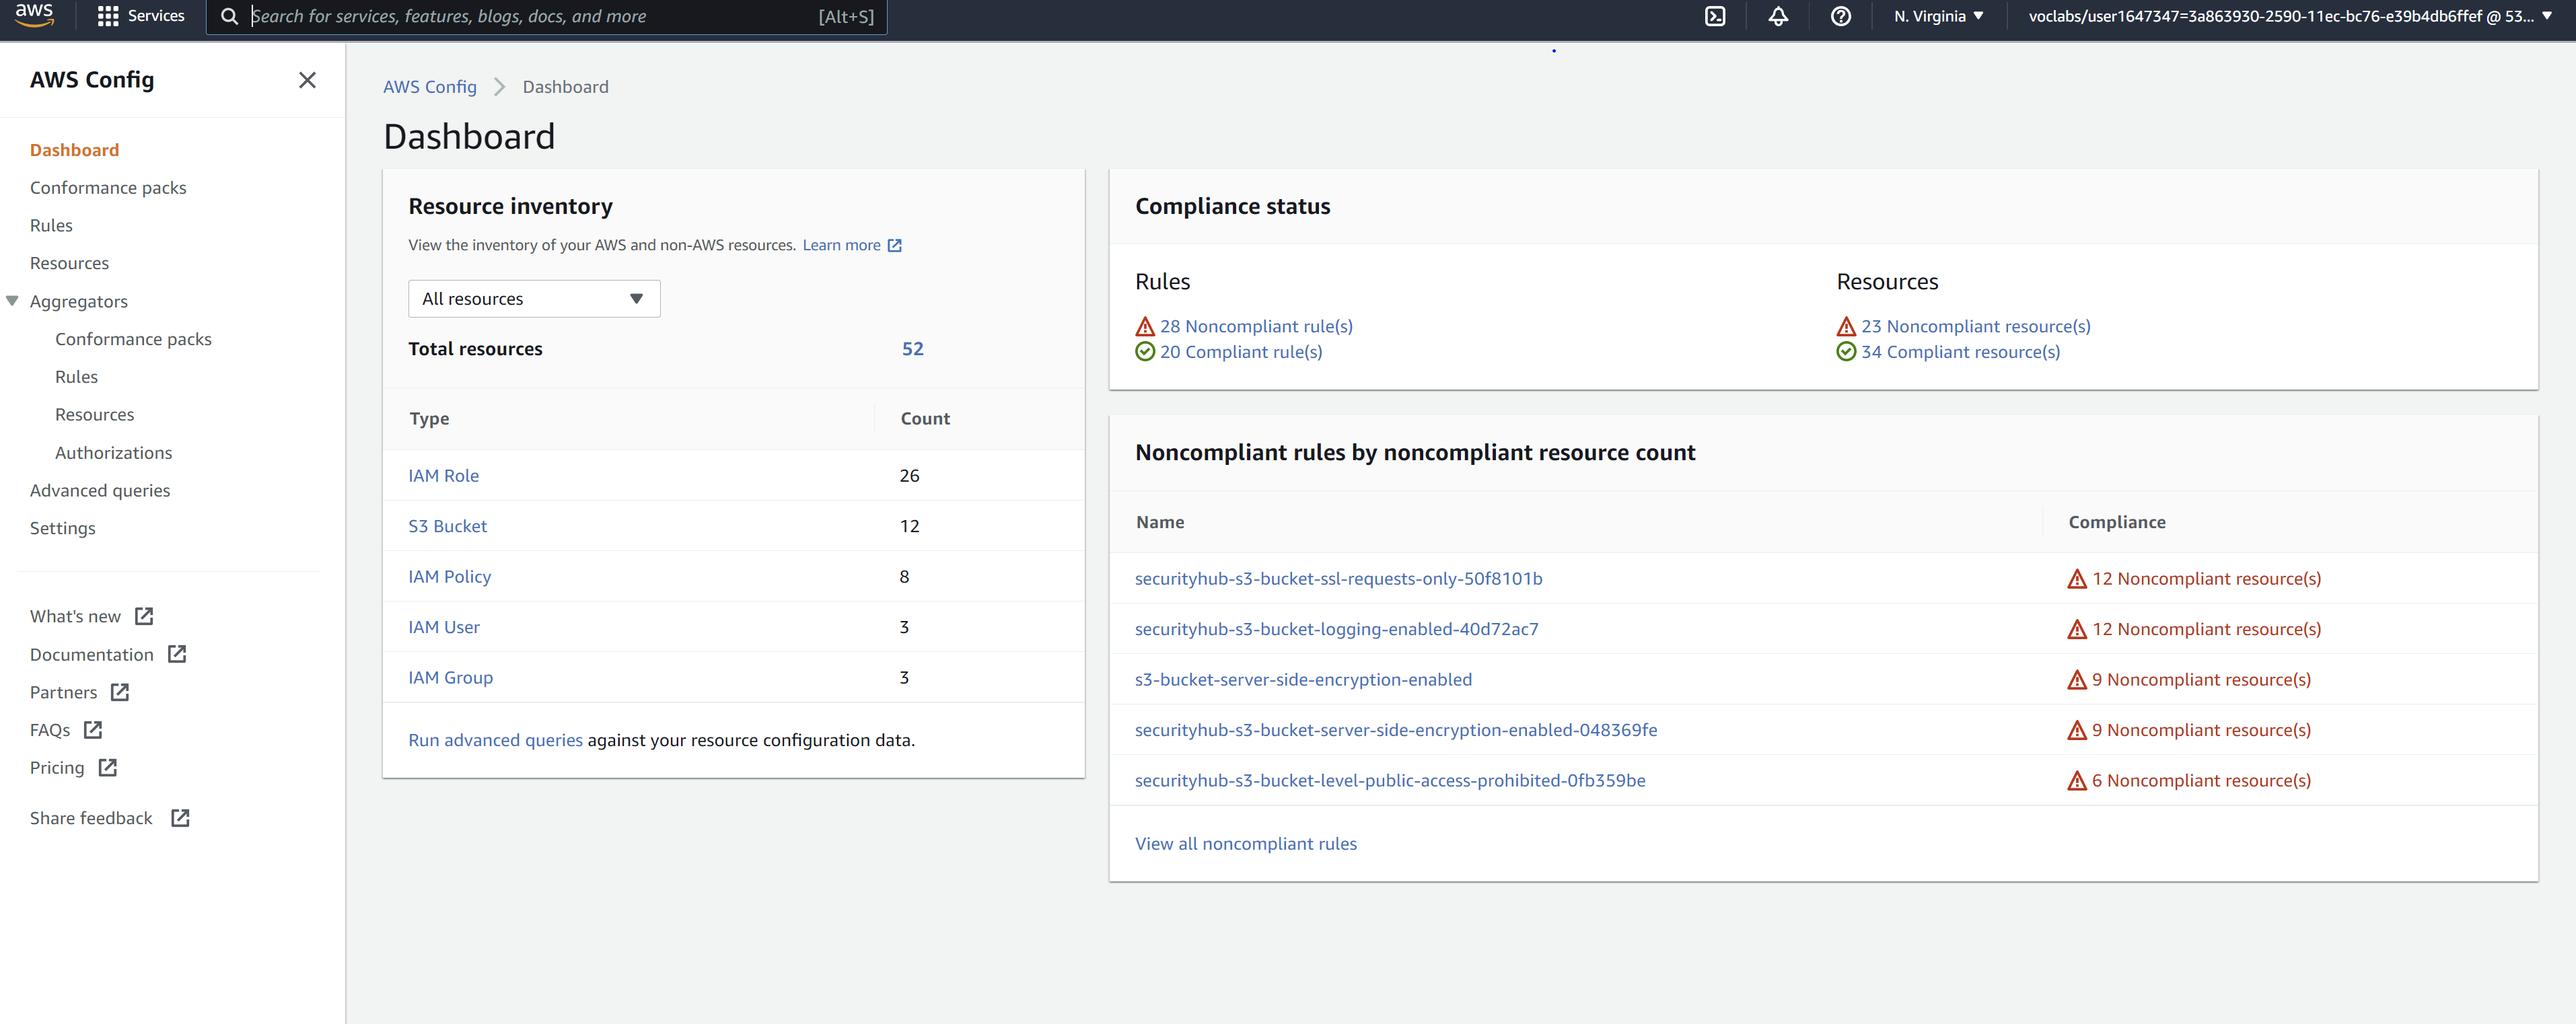 aws
Services
Search for services, features, blogs, docs, and more
[Alt+S]
N. Virginia
voclabs/user1647347=3a863930-2590-11ec-bc76-e39b4db6ffef @ 53...
AWS Config
Dashboard
Conformance packs
Rules
Resources
Aggregators
Conformance packs
Rules
Resources
Authorizations
Advanced queries
Settings
What's new
Documentation
Partners
FAQs
Pricing
Share feedback
AWS Config > Dashboard
Dashboard
Resource inventory
View the inventory of your AWS and non-AWS resources. Learn more
All resources
Total resources 52
Type Count
IAM Role 26
S3 Bucket 12
IAM Policy 8
IAM User 3
IAM Group 3
Run advanced queries against your resource configuration data.
Compliance status
Rules
28 Noncompliant rule(s)
20 Compliant rule(s)
Resources
23 Noncompliant resource(s)
34 Compliant resource(s)
Noncompliant rules by noncompliant resource count
Name Compliance
securityhub-s3-bucket-ssl-requests-only-50f8101b 12 Noncompliant resource(s)
securityhub-s3-bucket-logging-enabled-40d72ac7 12 Noncompliant resource(s)
s3-bucket-server-side-encryption-enabled 9 Noncompliant resource(s)
securityhub-s3-bucket-server-side-encryption-enabled-048369fe 9 Noncompliant resource(s)
securityhub-s3-bucket-level-public-access-prohibited-0fb359be 6 Noncompliant resource(s)
View all noncompliant rules